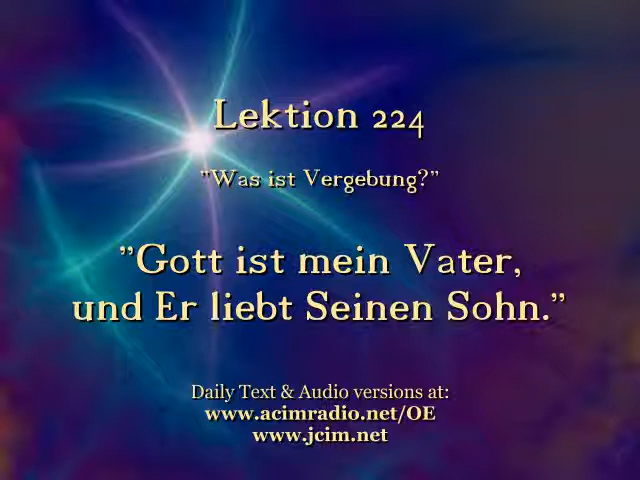 Lektion 224
"Was ist Vergebung?"
"Gott ist mein Vater,
und Er liebt Seinen Sohn."
Daily Text & Audio versions at:
www.acimradio.net/OE
www.jcim.net